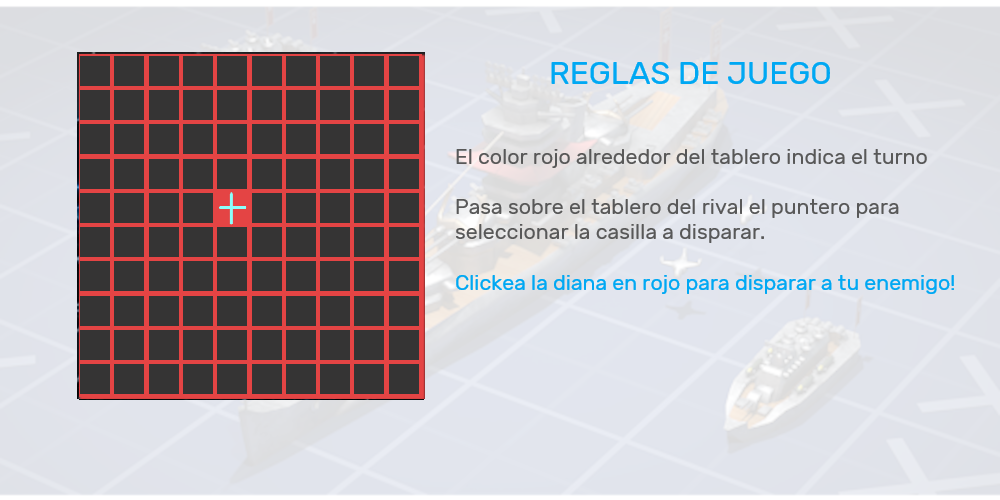 REGLAS DE JUEGO
El color rojo alrededor del tablero indica el turno
Pasa sobre el tablero del rival el puntero para
seleccionar la casilla a disparar.
Clickea la diana en rojo para disparar a tu enemigo!